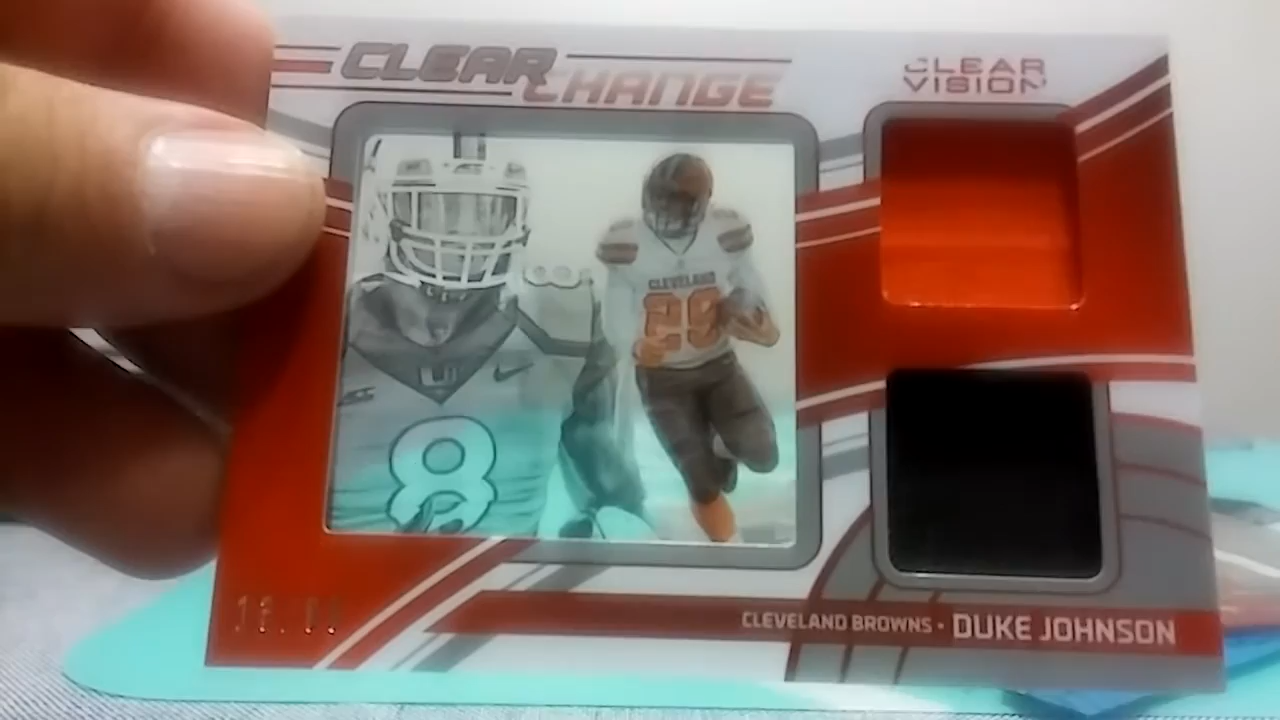 CLEAR
CHANGE
CLEAR
VISION
CLEVELAND
29
U
8
CLEVELAND BROWNS • DUKE JOHNSON